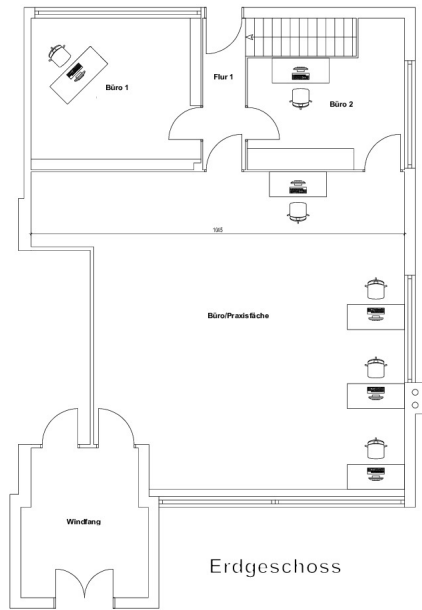 Flur 1
Büro 1
Büro 2
Büro/Praxisfäche
Windfang
Erdgeschoss